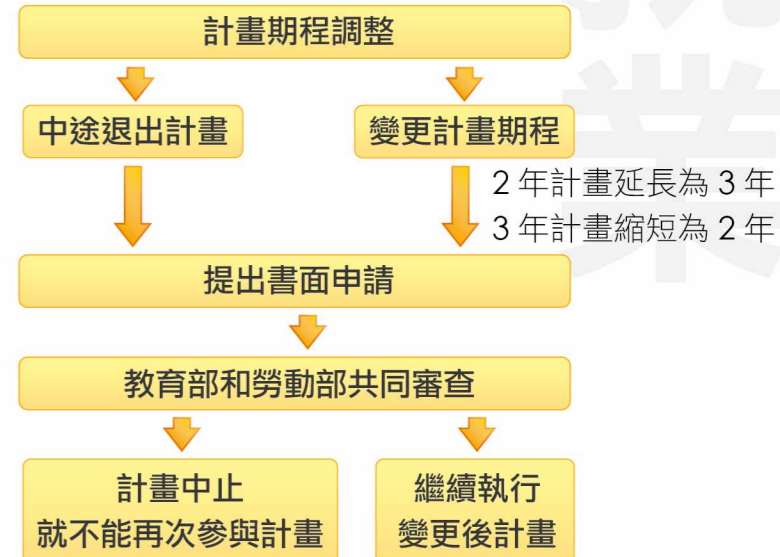 計畫期程調整
中途退出計畫
變更計畫期程
2 年計畫延長為 3 年
3 年計畫縮短為 2 年
提出書面申請
教育部和勞動部共同審查
計畫中止
就不能再次參與計畫
繼續執行
變更後計畫
業